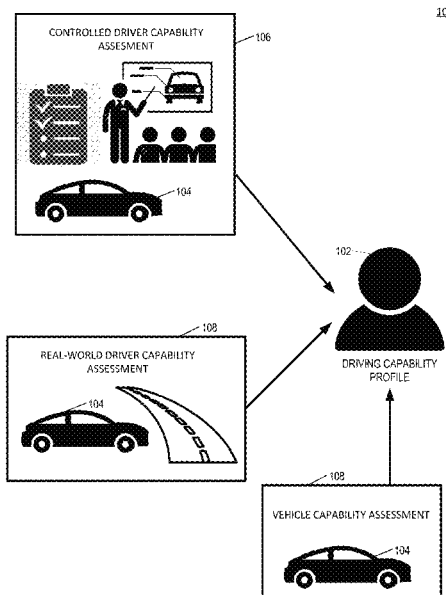 10
CONTROLLED DRIVER CAPABILITY
ASSESMENT
106
104
102
DRIVING CAPABILITY
PROFILE
108
REAL-WORLD DRIVER CAPABILITY
ASSESSMENT
104
108
VEHICLE CAPABILITY ASSESSMENT
104